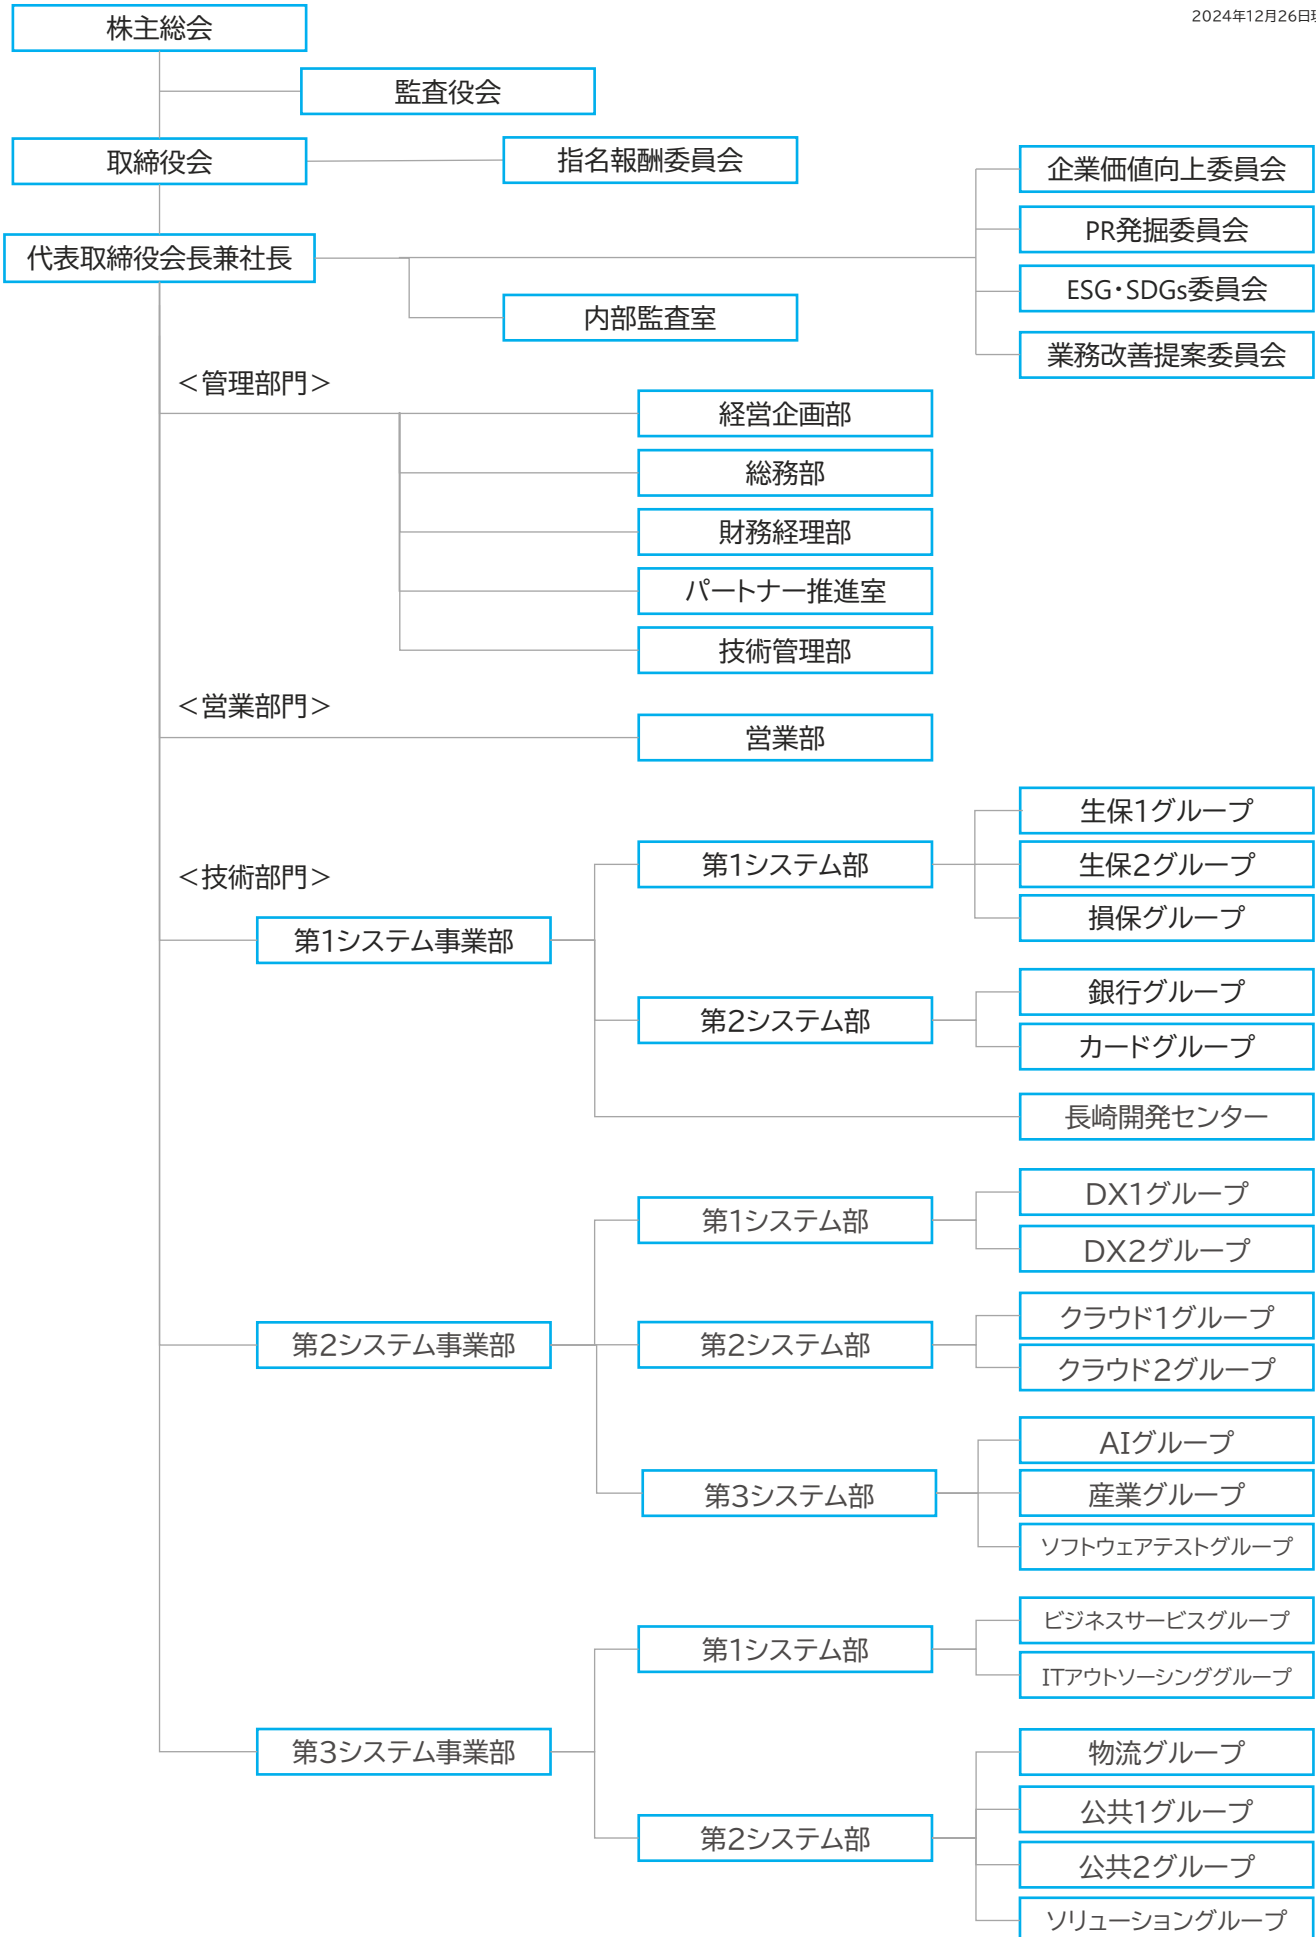 2024年12月26日
株主総会
監査役会
取締役会
指名報酬委員会
企業価値向上委員会
PR発掘委員会
代表取締役会長兼社長
ESG・SDGs委員会
内部監査室
業務改善提案委員会
＜管理部門＞
経営企画部
総務部
財務経理部
パートナー推進室
技術管理部
＜営業部門＞
営業部
＜技術部門＞
第1システム事業部
第1システム部
生保1グループ
生保2グループ
損保グループ
第2システム部
銀行グループ
カードグループ
長崎開発センター
第2システム事業部
第1システム部
DX1グループ
DX2グループ
第2システム部
クラウド1グループ
クラウド2グループ
第3システム部
AIグループ
産業グループ
ソフトウェアテストグループ
第3システム事業部
第1システム部
ビジネスサービスグループ
ITアウトソーシンググループ
第2システム部
物流グループ
公共1グループ
公共2グループ
ソリューショングループ